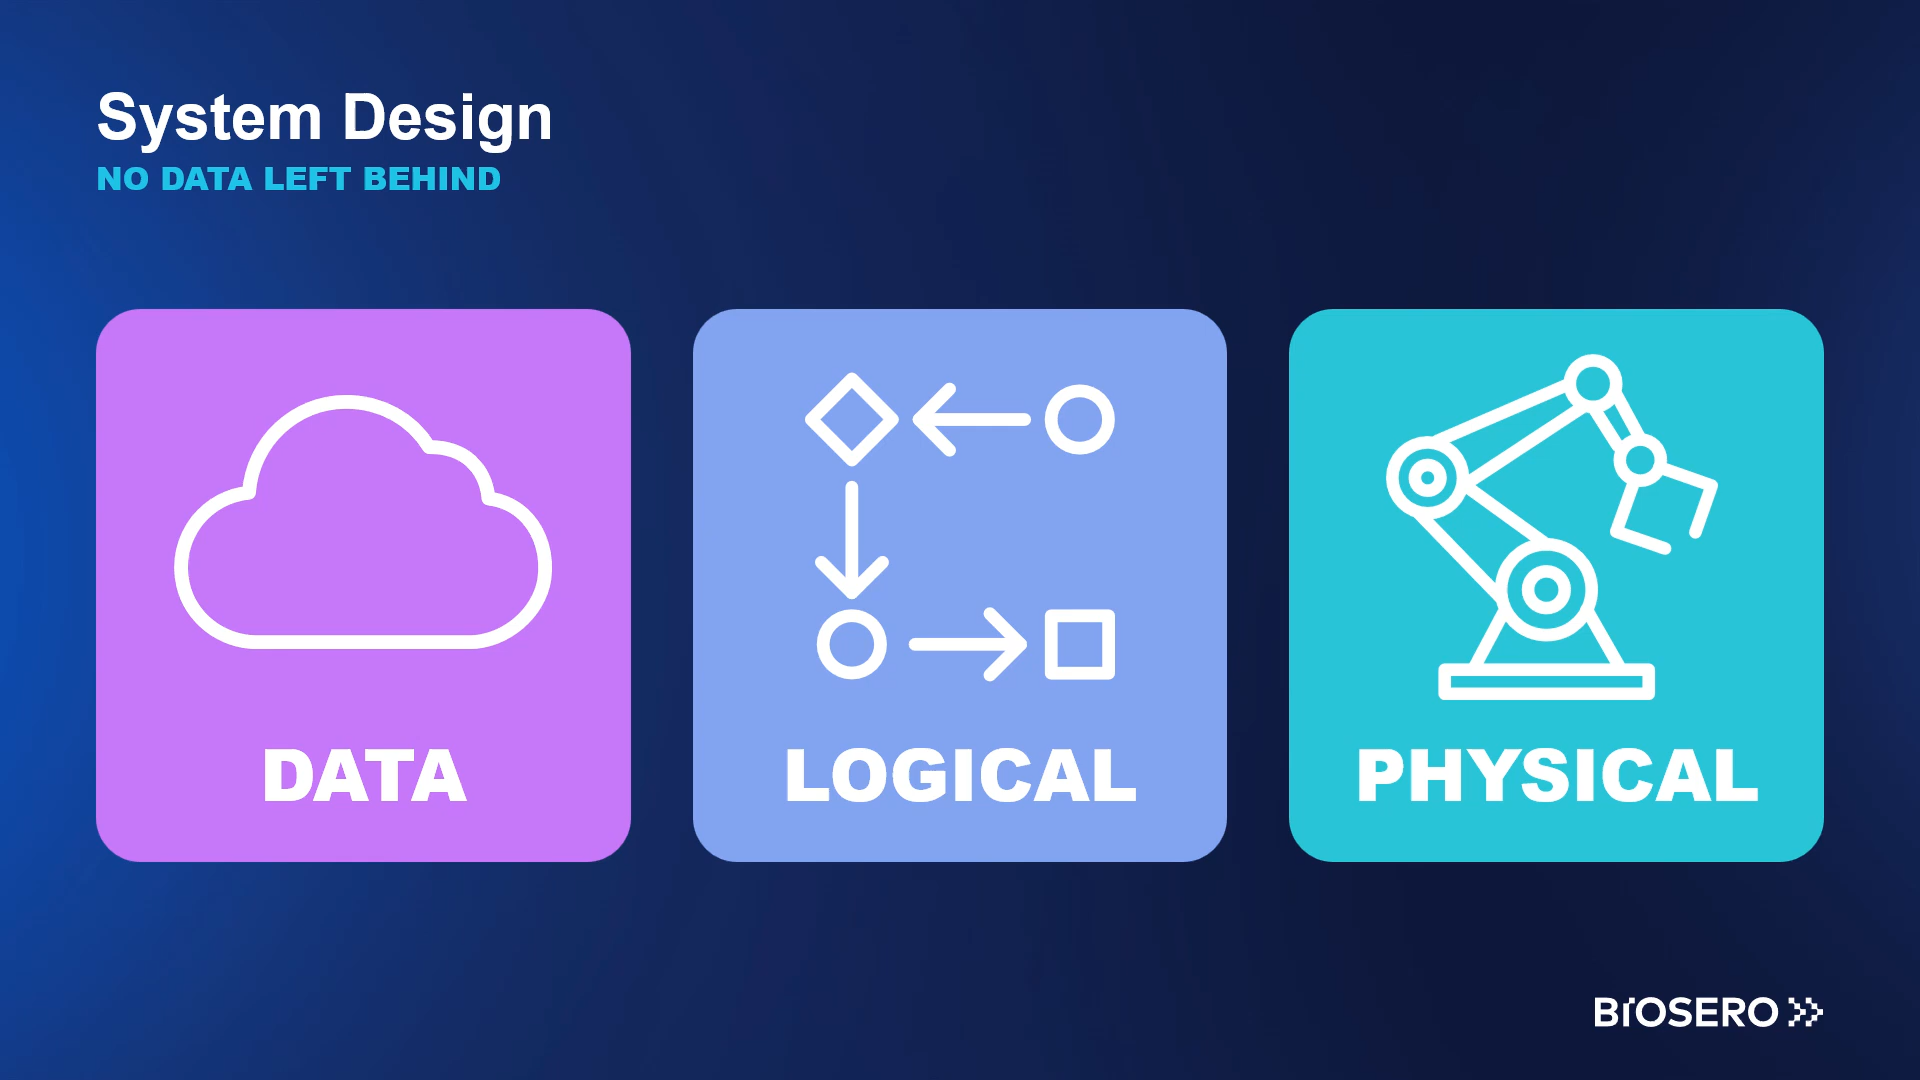 System Design
NO DATA LEFT BEHIND
DATA
LOGICAL
PHYSICAL
BIOSERO